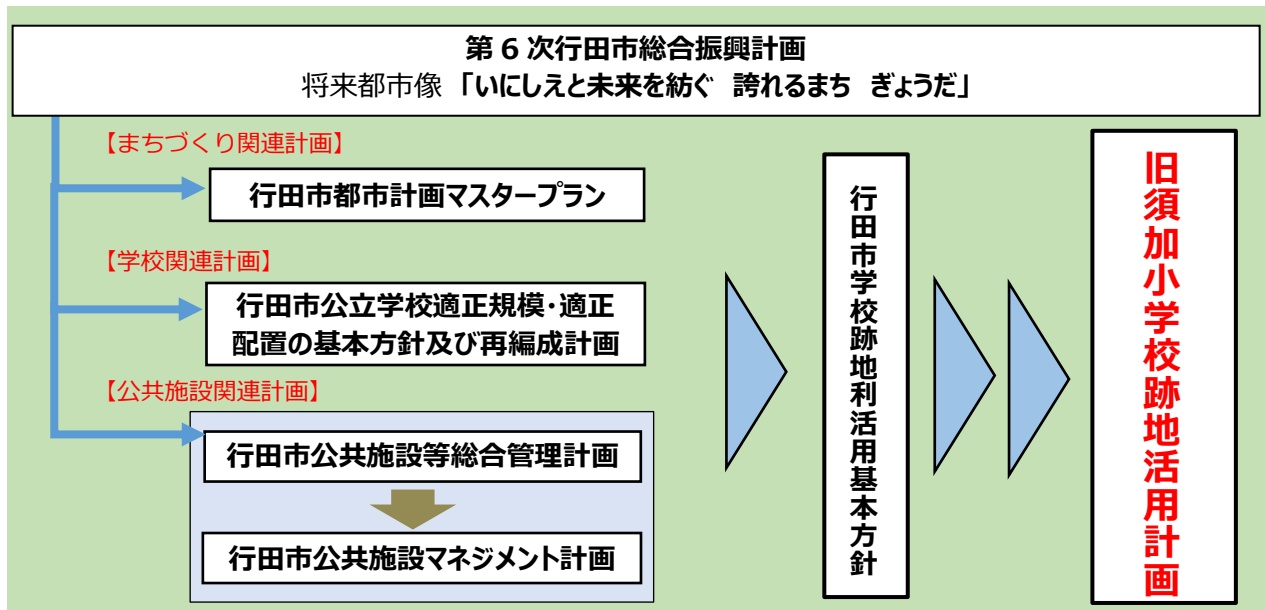 第6次行田市総合振興計画
将来都市像「いにしえと未来を紡ぐ 誇れるまち ぎょうだ」
【まちづくり関連計画】
行田市都市計画マスタープラン
【学校関連計画】
行田市公立学校適正規模・適正
配置の基本方針及び再編成計画
【公共施設関連計画】
行田市公共施設等総合管理計画
行田市公共施設マネジメント計画
行田市学校跡地利活用基本方針
旧須加小学校跡地活用計画